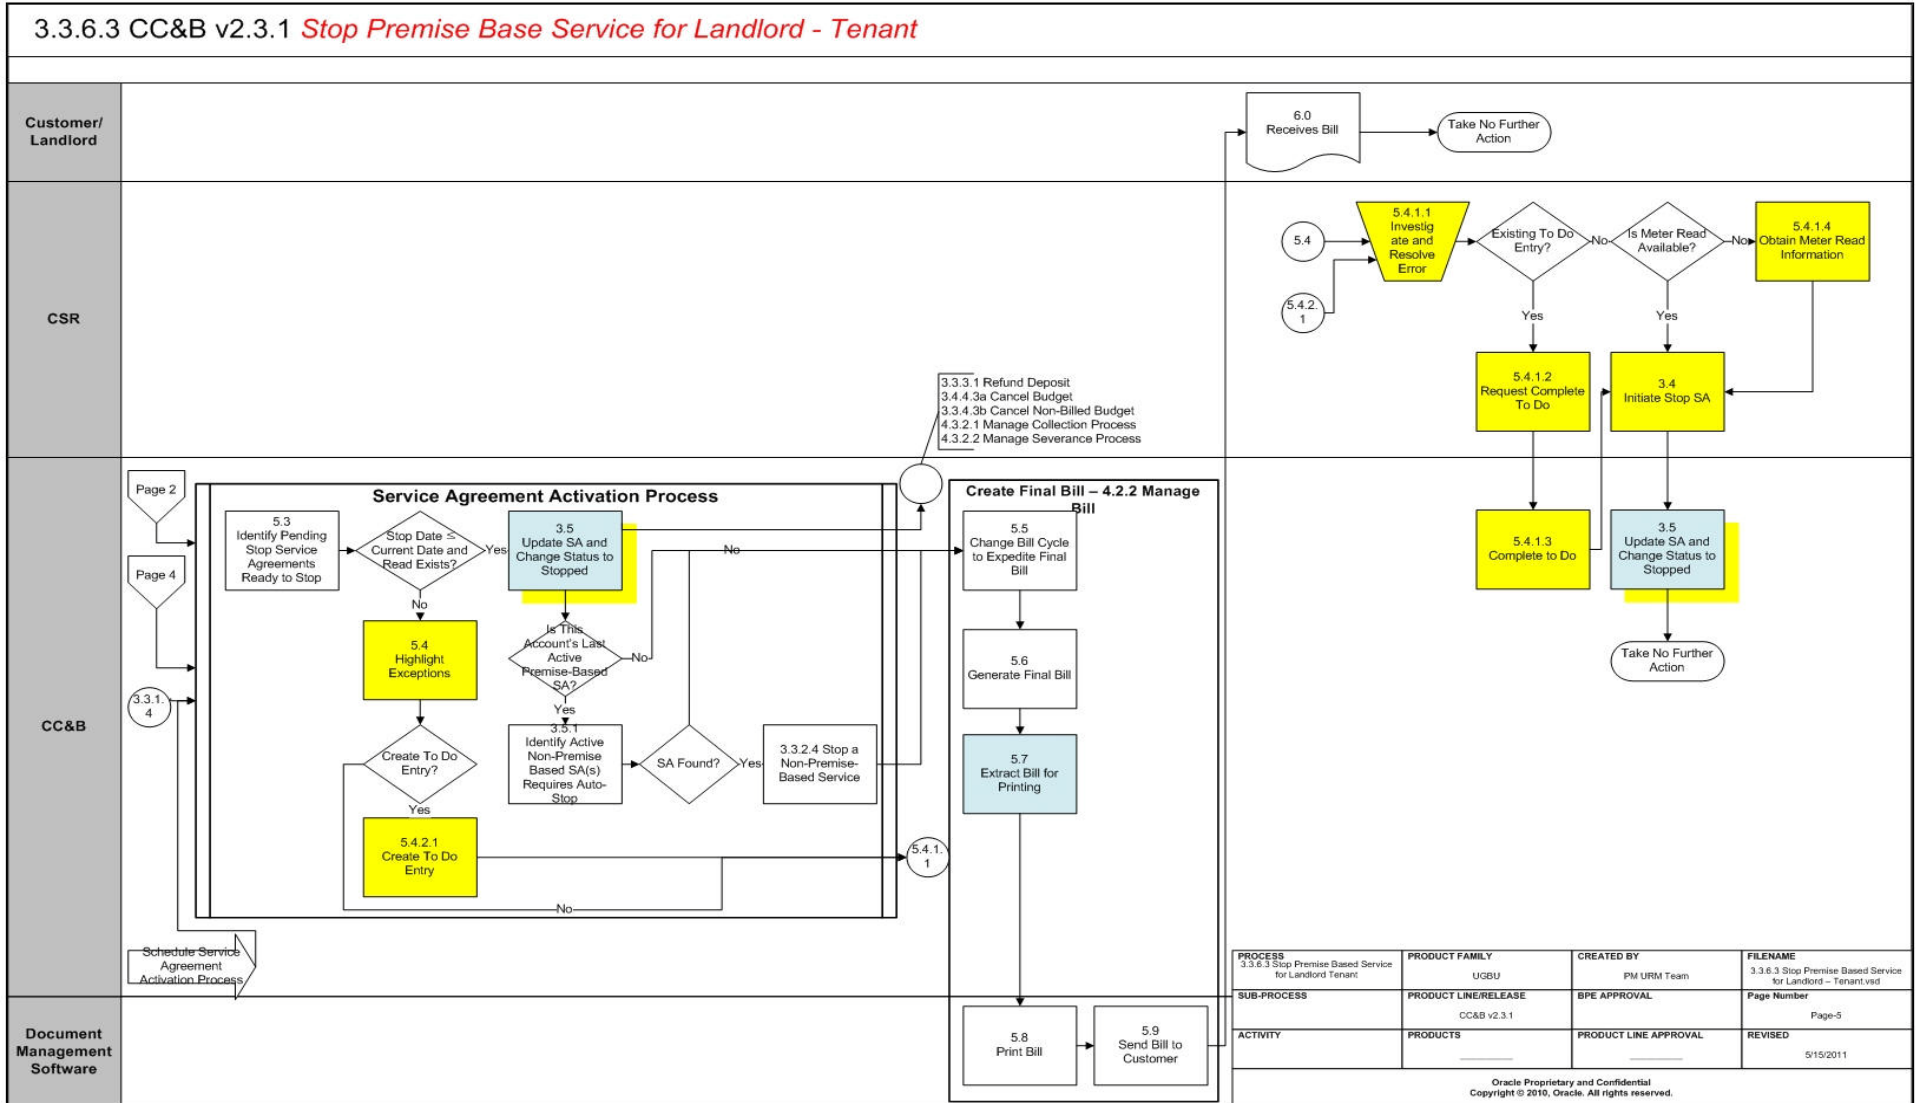 3.3.6.3 CC&B v2.3.1 Stop Premise Base Service for Landlord - Tenant
Customer/
Landlord
6.0
Receives Bill
Take No Further
Action
CSR
5.4
5.4.2.
1
5.4.1.1
Investig
ate and
Resolve
Error
Existing To Do
Entry?
No
Is Meter Read
Available?
No
5.4.1.4
Obtain Meter Read
Information
Yes
Yes
5.4.1.2
Request Complete
To Do
3.4
Initiate Stop SA
3.3.3.1 Refund Deposit
3.4.4.3a Cancel Budget
3.3.4.3b Cancel Non-Billed Budget
4.3.2.1 Manage Collection Process
4.3.2.2 Manage Severance Process
CC&B
Page 2
Page 4
3.3.1.
4
Schedule Service
Agreement
Activation Process
Service Agreement Activation Process
5.3
Identify Pending
Stop Service
Agreements
Ready to Stop
Stop Date ≤
Current Date and
Read Exists?
Yes
3.5
Update SA and
Change Status to
Stopped
No
No
5.4
Highlight
Exceptions
Is This
Account's Last
Active
Premise-Based
SA?
No
Yes
Create To Do
Entry?
3.5.1
Identify Active
Non-Premise
Based SA(s)
Requires Auto-
Stop
SA Found?
Yes
3.3.2.4 Stop a
Non-Premise-
Based Service
Yes
5.4.2.1
Create To Do
Entry
No
5.4.1.
1
Create Final Bill – 4.2.2 Manage
Bill
5.5
Change Bill Cycle
to Expedite Final
Bill
5.6
Generate Final Bill
5.7
Extract Bill for
Printing
5.4.1.3
Complete to Do
3.5
Update SA and
Change Status to
Stopped
Take No Further
Action
Document
Management
Software
5.8
Print Bill
5.9
Send Bill to
Customer
PROCESS
3.3.6.3 Stop Premise Based Service
for Landlord Tenant
PRODUCT FAMILY
UGBU
CREATED BY
PM URM Team
FILENAME
3.3.6.3 Stop Premise Based Service
for Landlord – Tenant.vsd
SUB-PROCESS
PRODUCT LINE/RELEASE
CC&B v2.3.1
BPE APPROVAL
Page Number
Page-5
ACTIVITY
PRODUCTS
PRODUCT LINE APPROVAL
REVISED
5/15/2011
Oracle Proprietary and Confidential
Copyright © 2010, Oracle. All rights reserved.